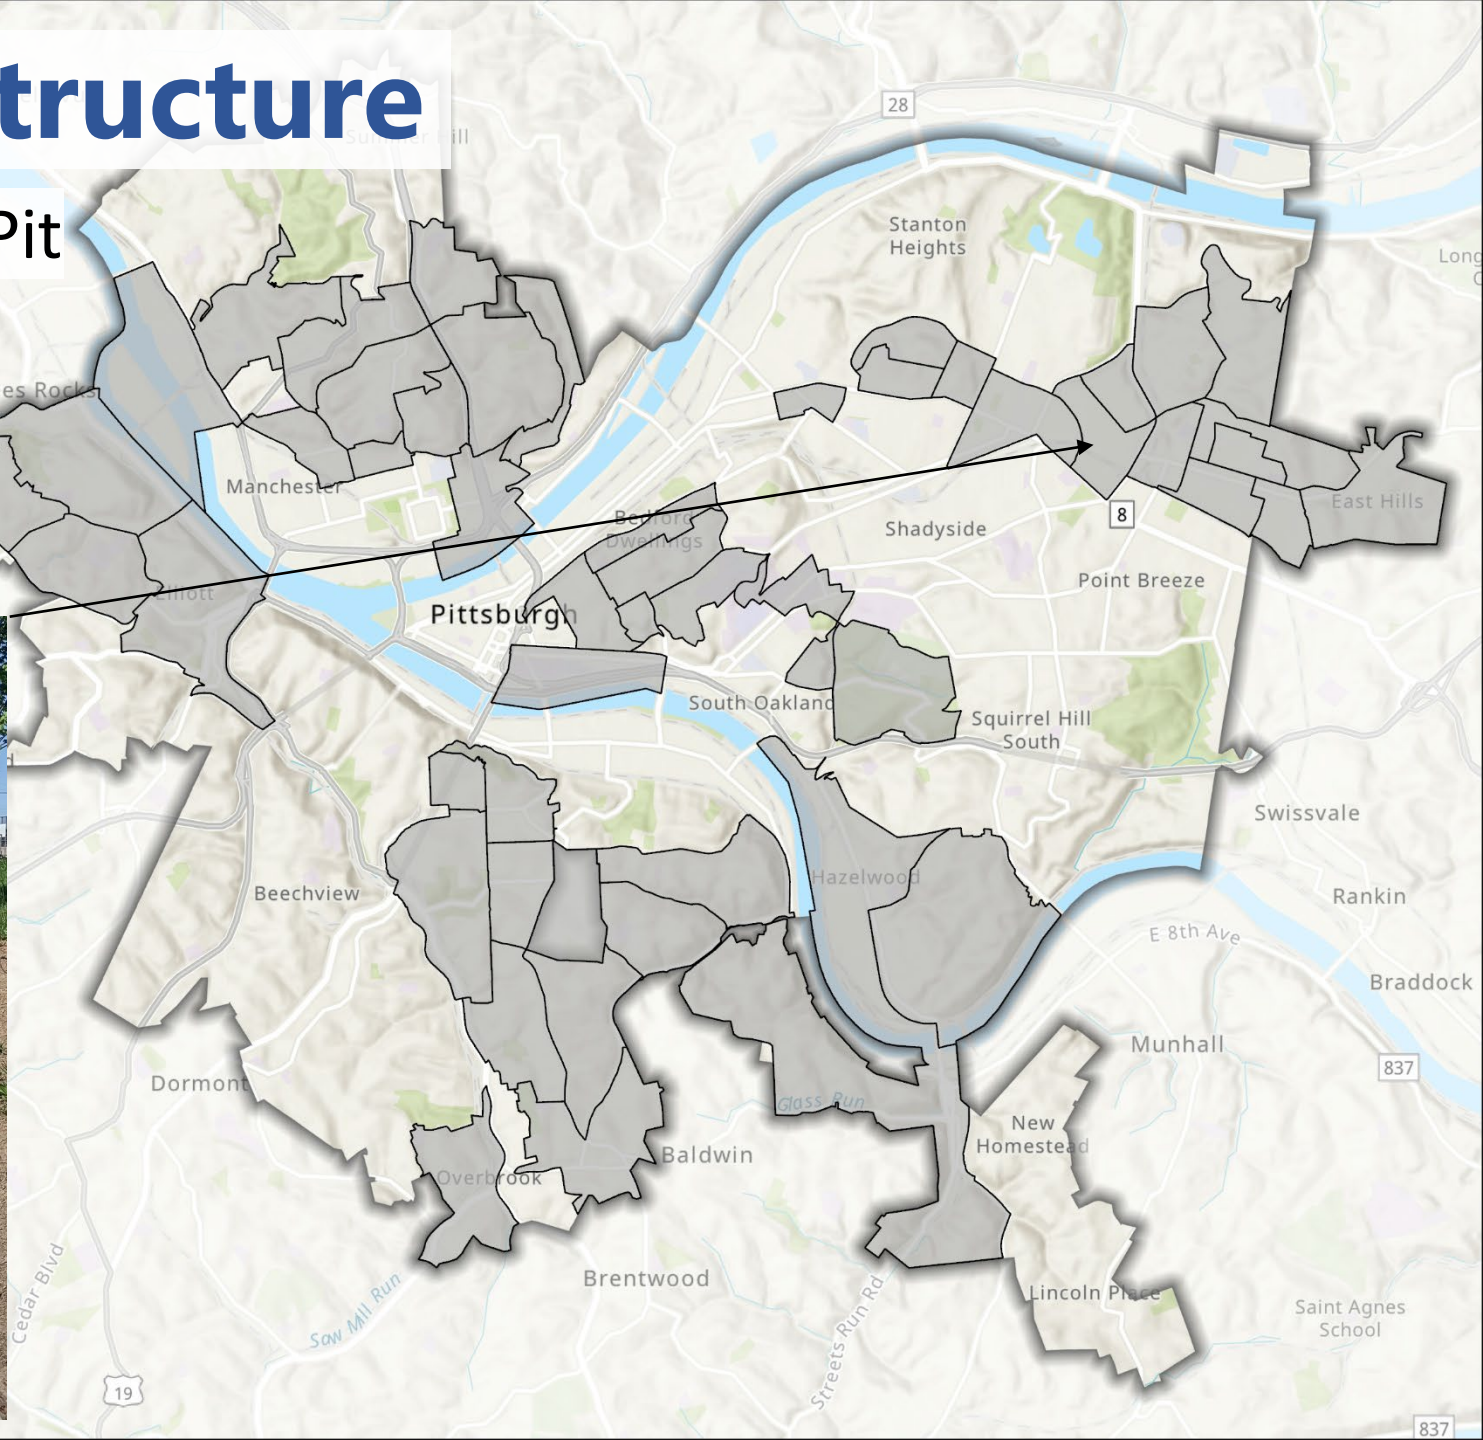 tructure
Pit
28
Stanton
Heights
Long
es Rocks
Manchester
Bedford
Dwellings
Shadyside
8
East Hills
Elliott
Point Breeze
Pittsburgh
South Oakland
Squirrel Hill
South
Swissvale
Beechview
Hazelwood
Rankin
E 8th Ave
Braddock
Munhall
837
Dormont
Glass Run
New
Homestead
Baldwin
Overbrook
Brentwood
Lincoln Place
Saint Agnes
School
Cedar Blvd
Saw Mill Run
Streets Run Rd
19
837